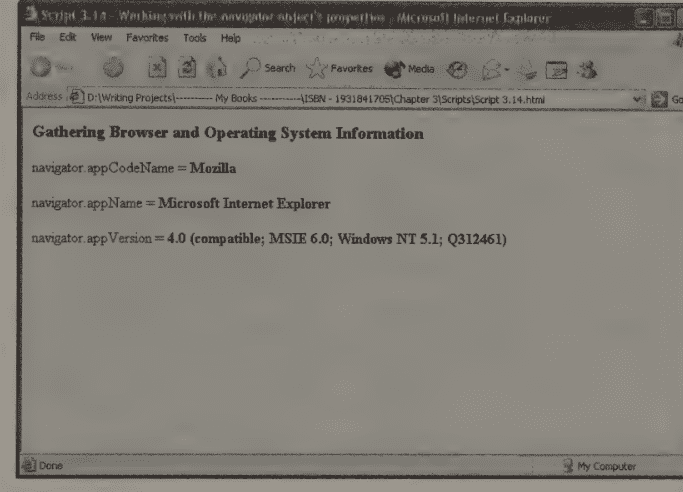 Script 3.14 - Working with the navigator object's properties - Microsoft Internet Explorer
File Edit View Favorites Tools Help
Search Favorites Media
Address D:\Writing Projects\---------- My Books -----------\ISBN - 1931841705\Chapter 3\Scripts\Script 3.14.html Go
Gathering Browser and Operating System Information
navigator.appCodeName = Mozilla
navigator.appName = Microsoft Internet Explorer
navigator.appVersion = 4.0 (compatible; MSIE 6.0; Windows NT 5.1; Q312461)
Done My Computer